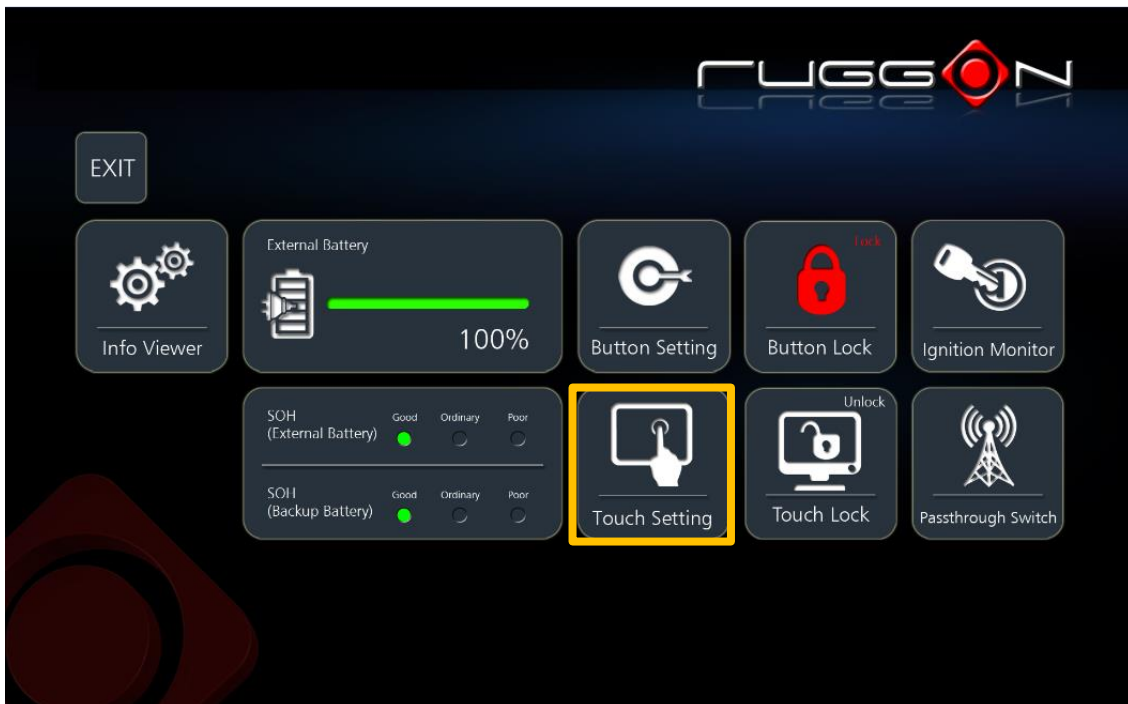 RUGGON
EXIT
Info Viewer
External Battery
100%
Button Setting
Lock
Button Lock
Ignition Monitor
SOH
(External Battery)
Good Ordinary Poor
SOH
(Backup Battery)
Good Ordinary Poor
Touch Setting
Unlock
Touch Lock
Passthrough Switch